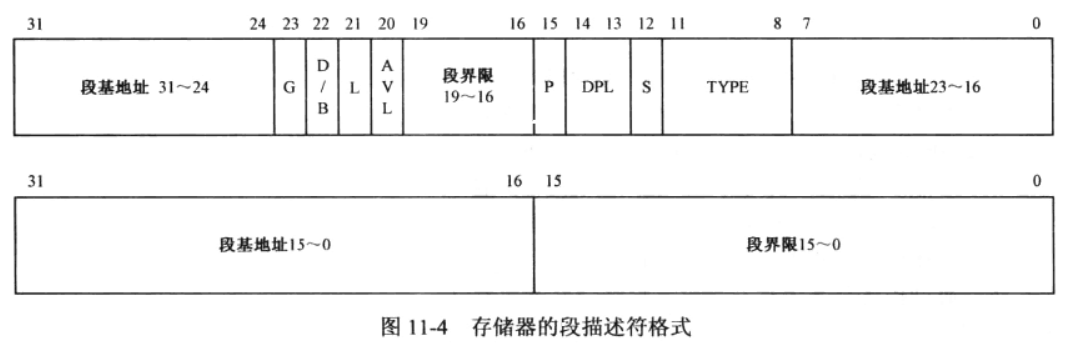 31 24 23 22 21 20 19 16 15 14 13 12 11 8 7 0
段基地址 31～24 G D/B L AVL 段界限 19～16 P DPL S TYPE 段基地址23～16
31 16 15 0
段基地址15～0 段界限15～0
图 11-4 存储器的段描述符格式